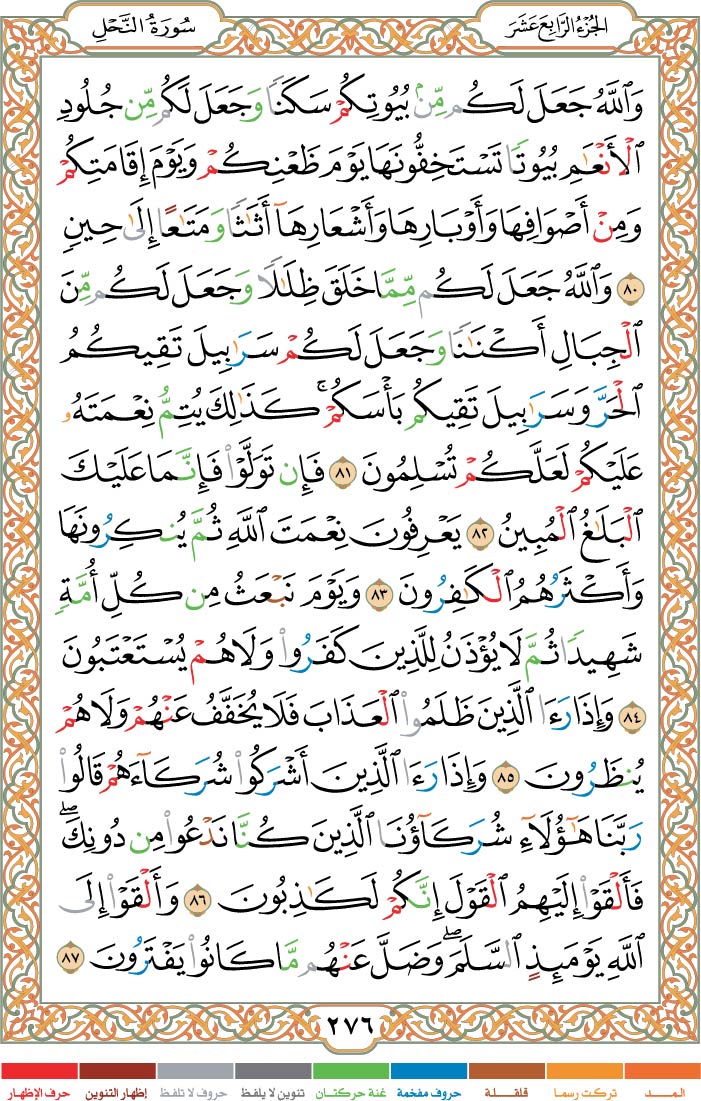 الجُزْءُ الرَّابِعَ عَشَرَ
سُورَةُ النَّحْلِ
وَٱللَّهُ جَعَلَ لَكُم مِّنۢ بُيُوتِكُمْ سَكَنًا وَجَعَلَ لَكُم مِّن جُلُودِ
ٱلْأَنْعَٰمِ بُيُوتًا تَسْتَخِفُّونَهَا يَوْمَ ظَعْنِكُمْ وَيَوْمَ إِقَامَتِكُمْ
وَمِنْ أَصْوَافِهَا وَأَوْبَارِهَا وَأَشْعَارِهَآ أَثَٰثًا وَمَتَٰعًا إِلَىٰ حِينٍ
٨٠ وَٱللَّهُ جَعَلَ لَكُم مِّمَّا خَلَقَ ظِلَٰلًا وَجَعَلَ لَكُم مِّنَ
ٱلْجِبَالِ أَكْنَٰنًا وَجَعَلَ لَكُمْ سَرَٰبِيلَ تَقِيكُمُ
ٱلْحَرَّ وَسَرَٰبِيلَ تَقِيكُم بَأْسَكُمْ ۚ كَذَٰلِكَ يُتِمُّ نِعْمَتَهُۥ
عَلَيْكُمْ لَعَلَّكُمْ تُسْلِمُونَ ٨١ فَإِن تَوَلَّوْا۟ فَإِنَّمَا عَلَيْكَ
ٱلْبَلَٰغُ ٱلْمُبِينُ ٨٢ يَعْرِفُونَ نِعْمَتَ ٱللَّهِ ثُمَّ يُنكِرُونَهَا
وَأَكْثَرُهُمُ ٱلْكَٰفِرُونَ ٨٣ وَيَوْمَ نَبْعَثُ مِن كُلِّ أُمَّةٍ
شَهِيدًا ثُمَّ لَا يُؤْذَنُ لِلَّذِينَ كَفَرُوا۟ وَلَا هُمْ يُسْتَعْتَبُونَ
٨٤ وَإِذَا رَءَا ٱلَّذِينَ ظَلَمُوا۟ ٱلْعَذَابَ فَلَا يُخَفَّفُ عَنْهُمْ وَلَا هُمْ
يُنظَرُونَ ٨٥ وَإِذَا رَءَا ٱلَّذِينَ أَشْرَكُوا۟ شُرَكَآءَهُمْ قَالُوا۟
رَبَّنَا هَٰٓؤُلَآءِ شُرَكَآؤُنَا ٱلَّذِينَ كُنَّا نَدْعُوا۟ مِن دُونِكَ ۖ
فَأَلْقَوْا۟ إِلَيْهِمُ ٱلْقَوْلَ إِنَّكُمْ لَكَٰذِبُونَ ٨٦ وَأَلْقَوْا۟ إِلَى
ٱللَّهِ يَوْمَئِذٍ ٱلسَّلَمَ ۖ وَضَلَّ عَنْهُم مَّا كَانُوا۟ يَفْتَرُونَ ٨٧
٢٧٦
المـــد تركت رسما قلقـلـة حروف مفخمة غنة حركتان تنوين لا يلفظ حروف لا تلفظ إظهار التنوين حرف الإظهار